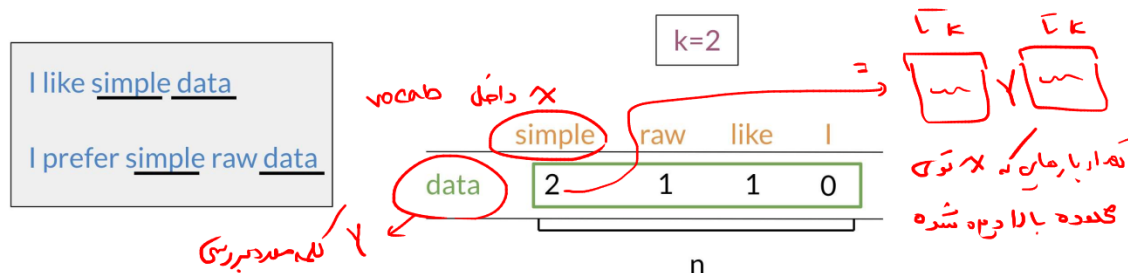 k=2
I like simple data
I prefer simple raw data
vocab داخل X
simple raw like I
data 2 1 1 0
n
کلمه مورد بررسی Y
= k Y k
تعداد بارهایی که X توی
محدوده بالا دیده شده